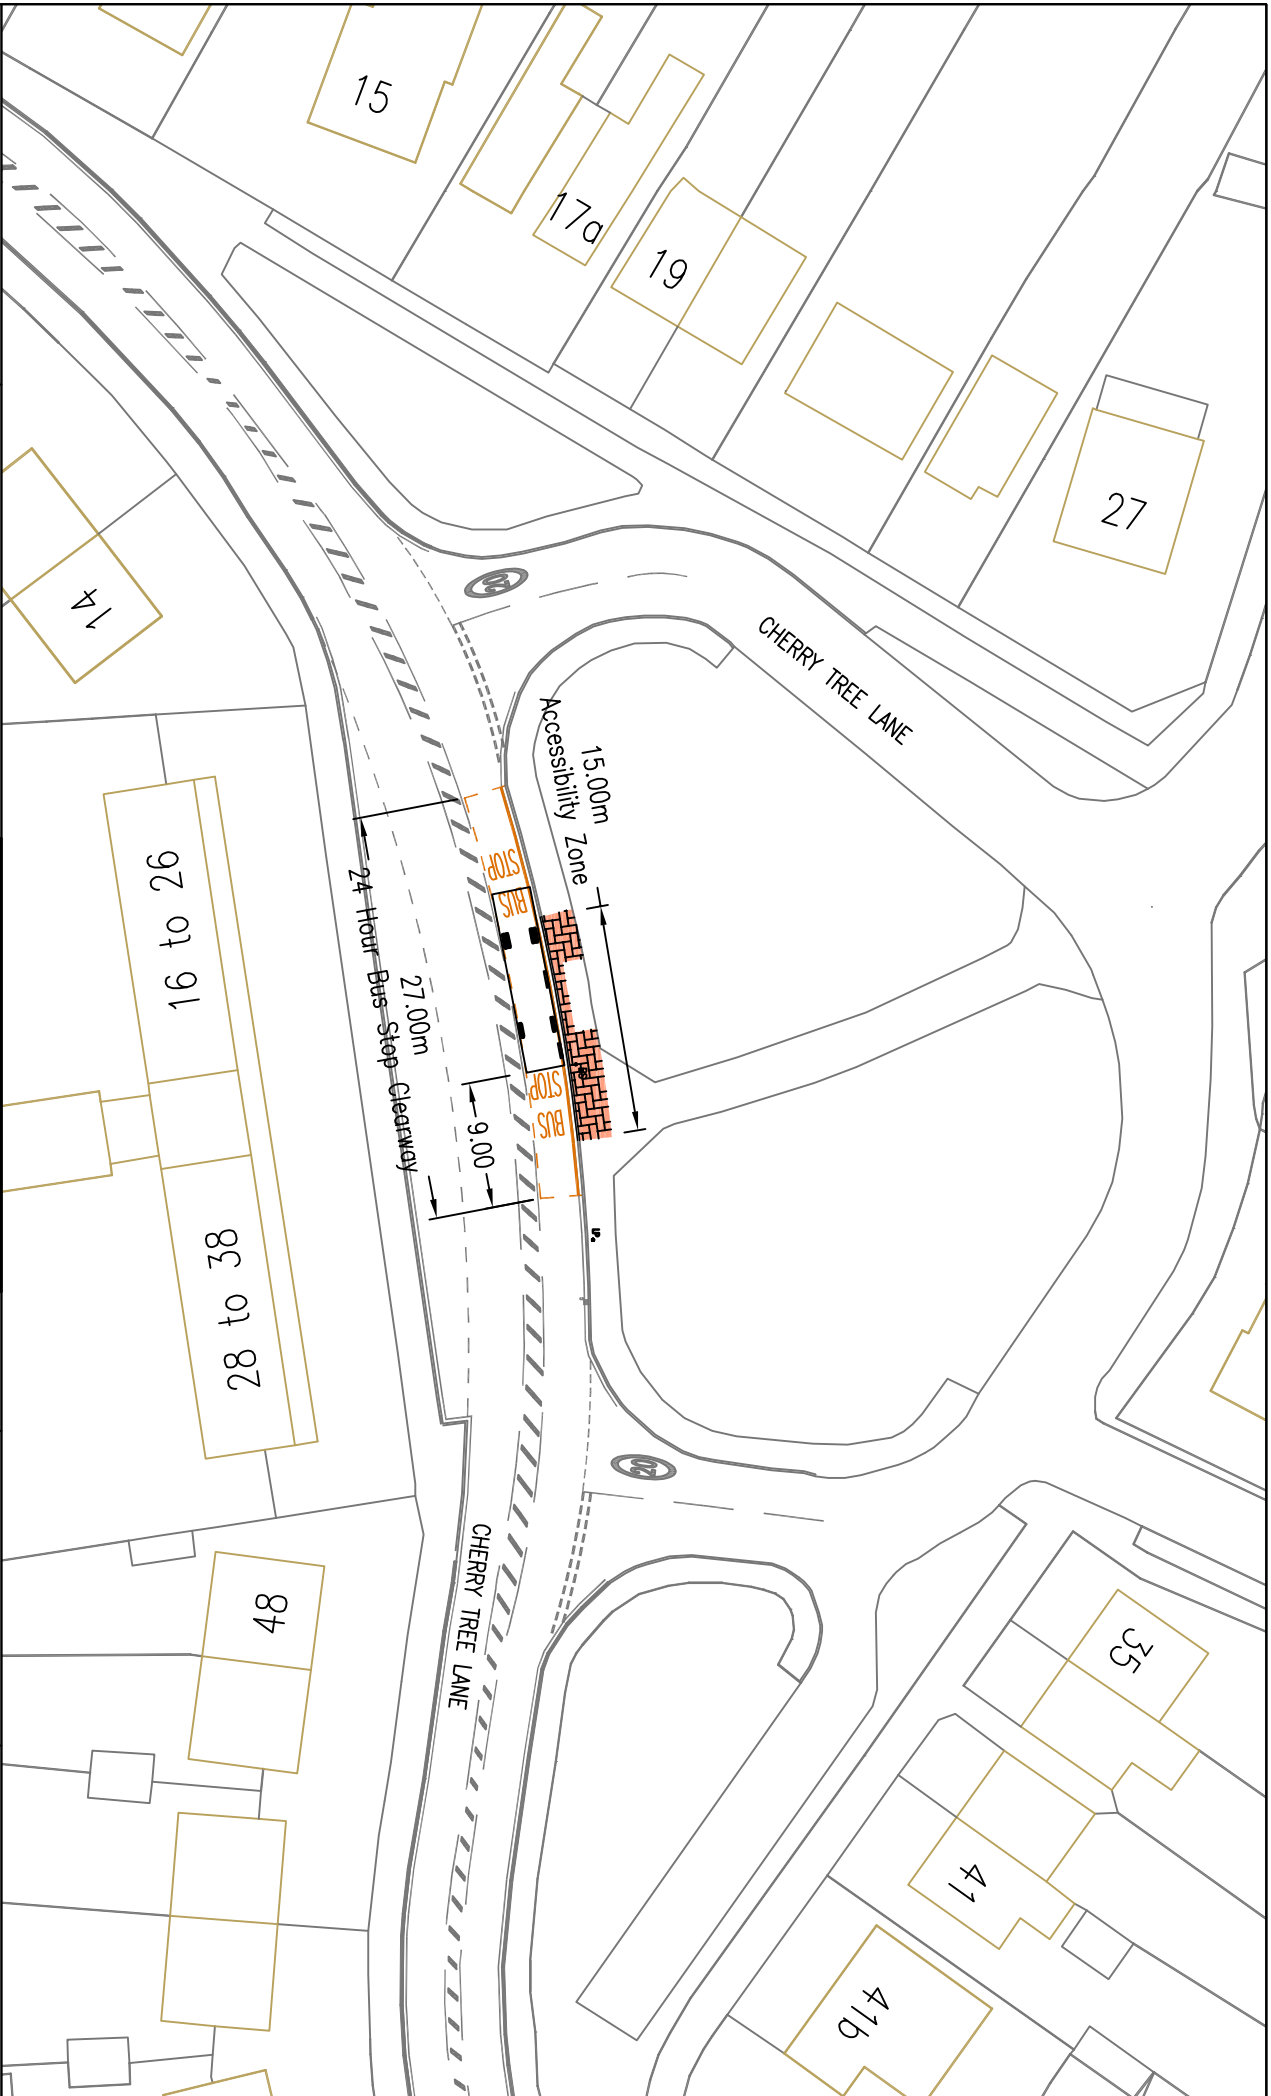 15
17a
19
27
14
20
CHERRY TREE LANE
15.00m
Accessibility Zone
STOP
BUS
16 to 26
27.00m
24 Hour Bus Stop Clearway
STOP
BUS
9.00
28 to 38
LP.
20
CHERRY TREE LANE
48
35
41
41b